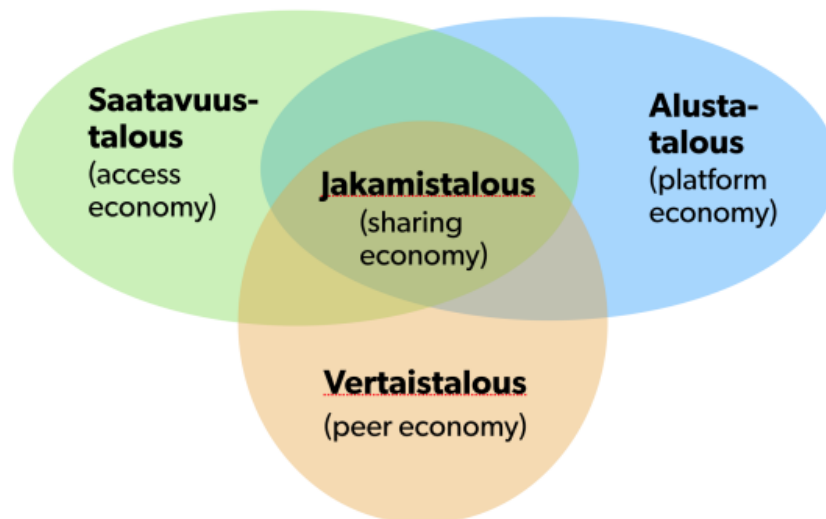 Saatavuus-
talous
(access
economy)
Alusta-
talous
(platform
economy)
Jakamistalous
(sharing
economy)
Vertaistalous
(peer economy)